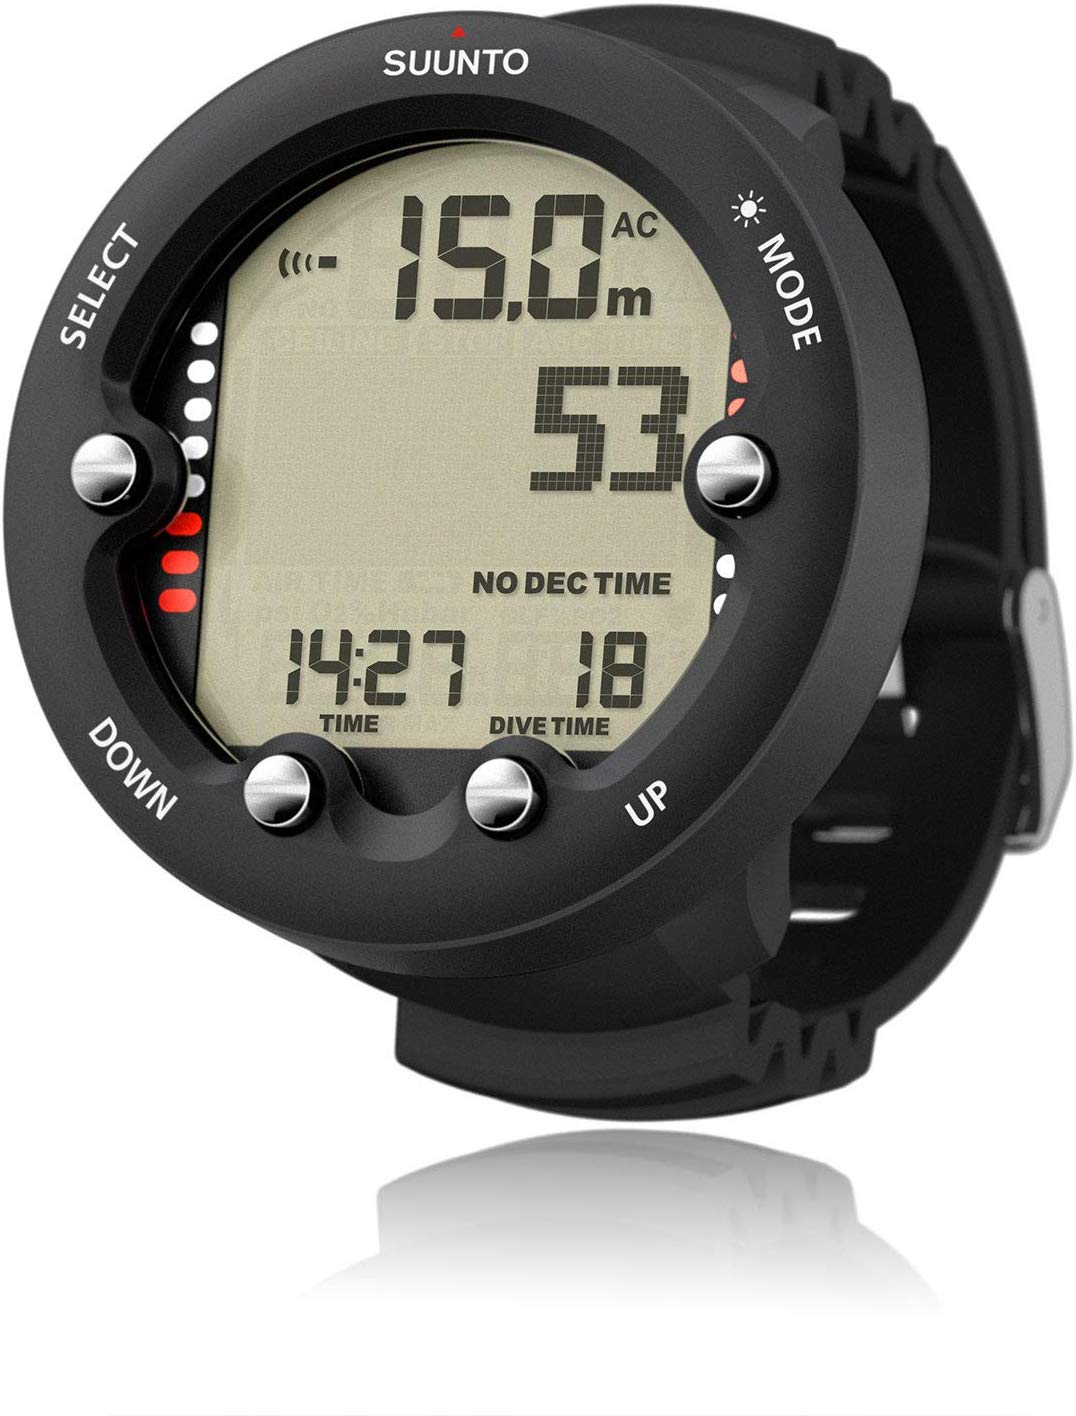 SUUNTO
SELECT
MODE
15.0 m AC
53
NO DEC TIME
14:27 18
TIME DIVE TIME
DOWN
UP